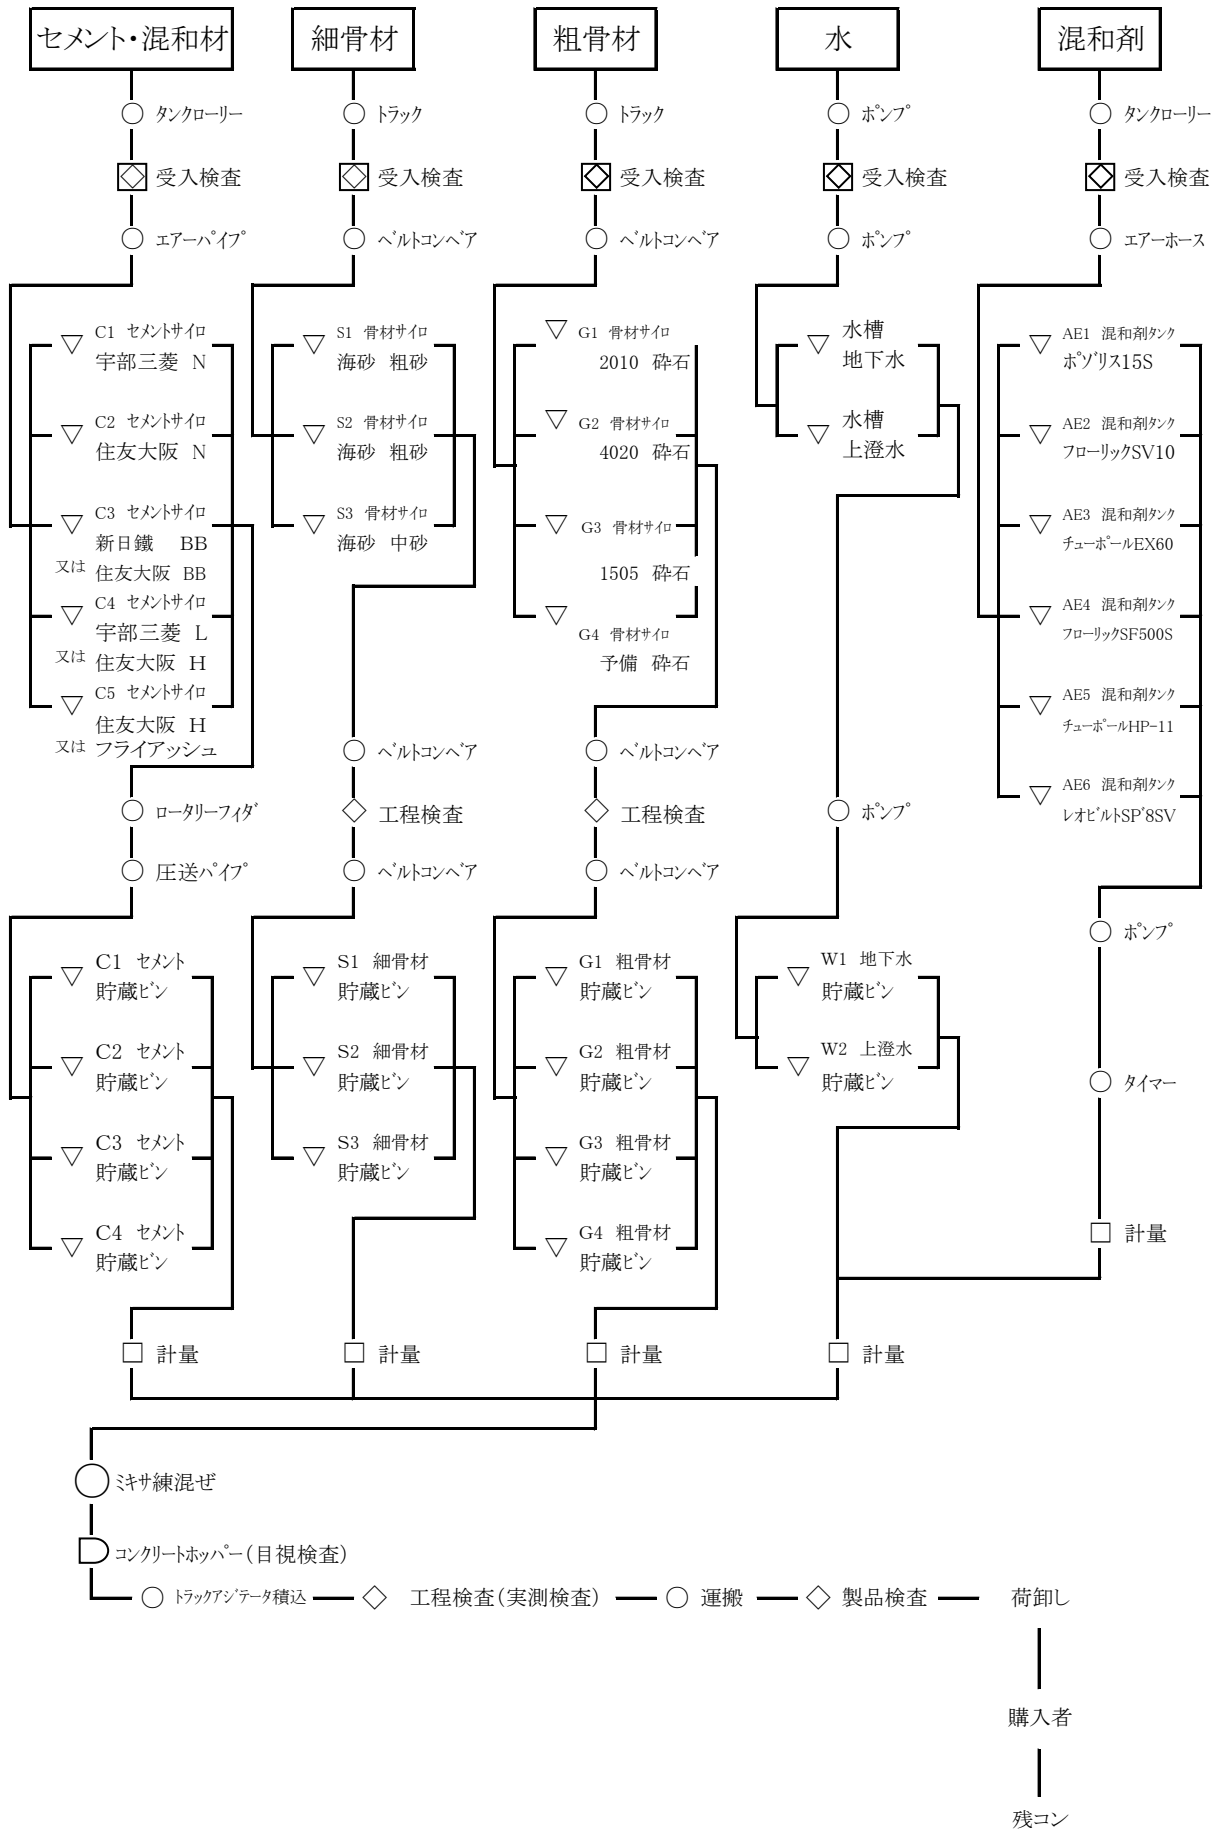 セメント・混和材
細骨材
粗骨材
水
混和剤
タンクローリー
トラック
トラック
ポンプ
タンクローリー
受入検査
受入検査
受入検査
受入検査
受入検査
エアーパイプ
ベルトコンベア
ベルトコンベア
ポンプ
エアーホース
C1 セメントサイロ
宇部三菱 N
C2 セメントサイロ
住友大阪 N
C3 セメントサイロ
新日鐵 BB
又は 住友大阪 BB
C4 セメントサイロ
宇部三菱 L
又は 住友大阪 H
C5 セメントサイロ
住友大阪 H
又は フライアッシュ
S1 骨材サイロ
海砂 粗砂
S2 骨材サイロ
海砂 粗砂
S3 骨材サイロ
海砂 中砂
G1 骨材サイロ
2010 砕石
G2 骨材サイロ
4020 砕石
G3 骨材サイロ
1505 砕石
G4 骨材サイロ
予備 砕石
水槽
地下水
水槽
上澄水
AE1 混和剤タンク
ポゾリス15S
AE2 混和剤タンク
フローリックSV10
AE3 混和剤タンク
チューポールEX60
AE4 混和剤タンク
フローリックSF500S
AE5 混和剤タンク
チューポールHP-11
AE6 混和剤タンク
レオビルトSP゙8SV
ロータリーフィダ
圧送パイプ
ベルトコンベア
工程検査
ベルトコンベア
ベルトコンベア
工程検査
ベルトコンベア
ポンプ
ポンプ
タイマー
計量
C1 セメント
貯蔵ビン
C2 セメント
貯蔵ビン
C3 セメント
貯蔵ビン
C4 セメント
貯蔵ビン
S1 細骨材
貯蔵ビン
S2 細骨材
貯蔵ビン
S3 細骨材
貯蔵ビン
G1 粗骨材
貯蔵ビン
G2 粗骨材
貯蔵ビン
G3 粗骨材
貯蔵ビン
G4 粗骨材
貯蔵ビン
W1 地下水
貯蔵ビン
W2 上澄水
貯蔵ビン
計量
計量
計量
計量
ミキサ練混ぜ
コンクリートホッパー(目視検査)
トラックアジテータ積込
工程検査(実測検査)
運搬
製品検査
荷卸し
購入者
残コン